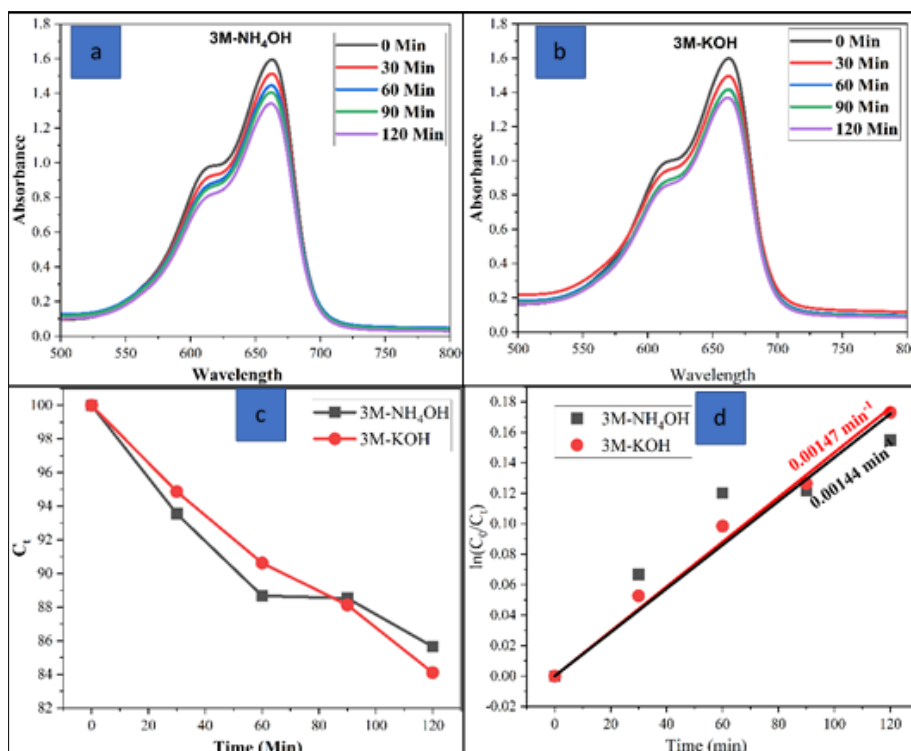 a
3M-NH₄OH
0 Min
30 Min
60 Min
90 Min
120 Min
Absorbance
1.8
1.6
1.4
1.2
1.0
0.8
0.6
0.4
0.2
0.0
500 550 600 650 700 750 800
Wavelength
b
3M-KOH
0 Min
30 Min
60 Min
90 Min
120 Min
Absorbance
1.8
1.6
1.4
1.2
1.0
0.8
0.6
0.4
0.2
0.0
500 550 600 650 700 750 800
Wavelength
c
3M-NH₄OH
3M-KOH
Cₜ
100
98
96
94
92
90
88
86
84
82
0 20 40 60 80 100 120
Time (Min)
d
3M-NH₄OH
3M-KOH
0.00147 min⁻¹
0.00144 min⁻
ln(C₀/Cₜ)
0.18
0.16
0.14
0.12
0.10
0.08
0.06
0.04
0.02
0.00
-0.02
0 20 40 60 80 100 120
Time (min)